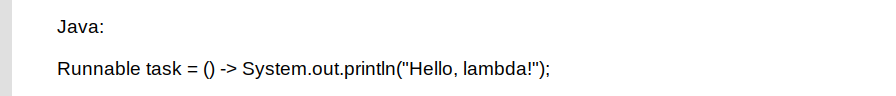 Java:
Runnable task = () -> System.out.println("Hello, lambda!");